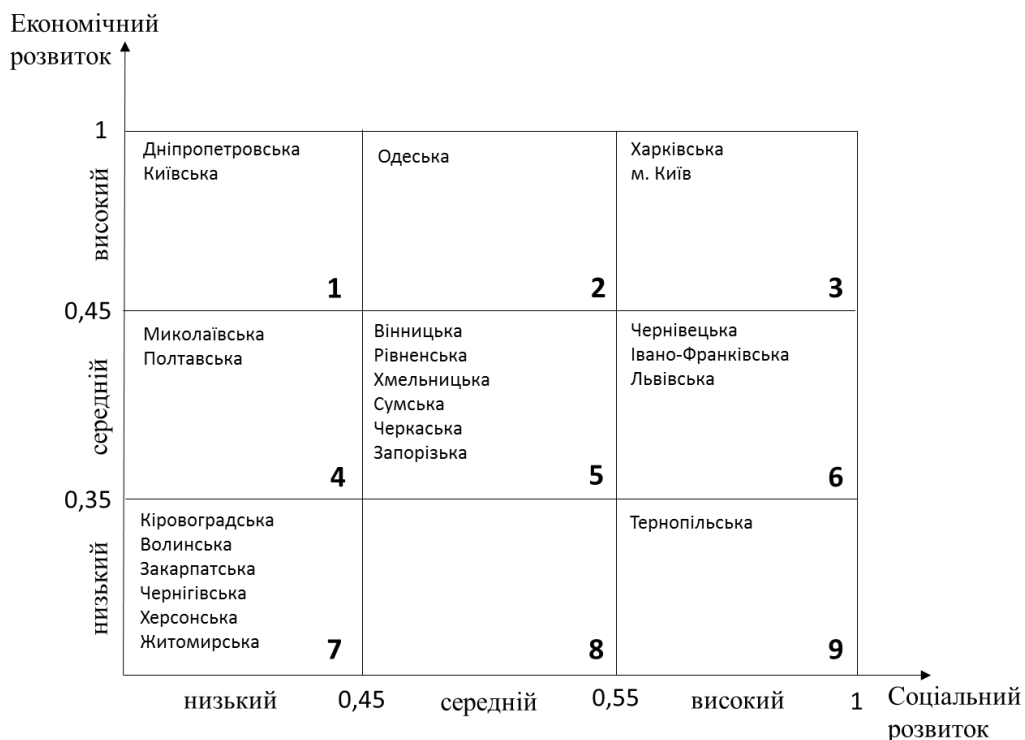 Економічний
розвиток
1
високий
0,45
середній
0,35
низький
Дніпропетровська
Київська
1
Одеська
2
Харківська
м. Київ
3
Миколаївська
Полтавська
4
Вінницька
Рівненська
Хмельницька
Сумська
Черкаська
Запорізька
5
Чернівецька
Івано-Франківська
Львівська
6
Кіровоградська
Волинська
Закарпатська
Чернігівська
Херсонська
Житомирська
7
8
Тернопільська
9
низький
0,45
середній
0,55
високий
1
Соціальний
розвиток